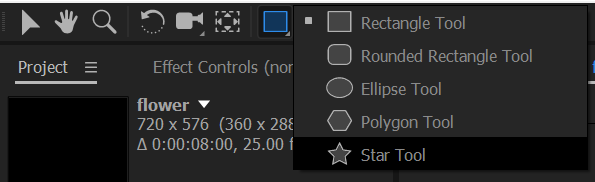 Rectangle Tool
Rounded Rectangle Tool
Ellipse Tool
Polygon Tool
Star Tool
Project
Effect Controls (nor
flower
720 x 576 (360 x 288
Δ 0:00:08:00, 25.00 f